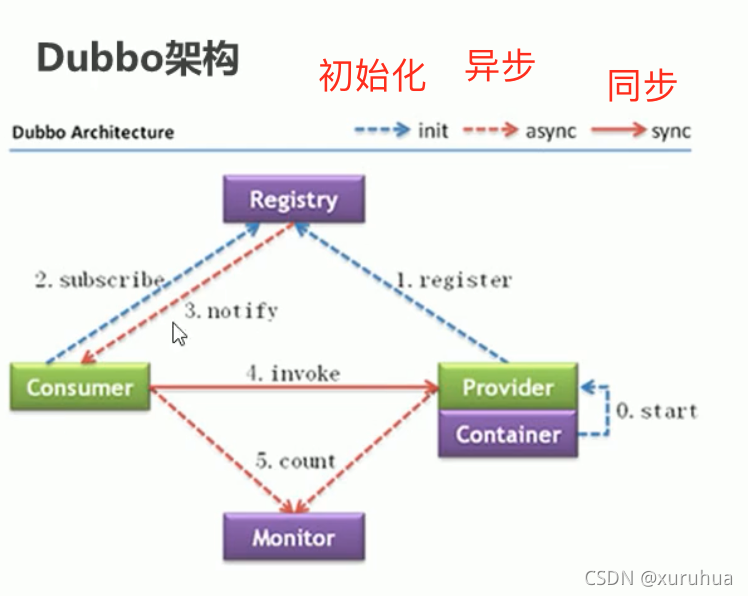 Dubbo架构
初始化
异步
同步
Dubbo Architecture
init
async
sync
Registry
2. subscribe
1. register
3. notify
4. invoke
Consumer
Provider
Container
0. start
5. count
Monitor
CSDN @xuruhua